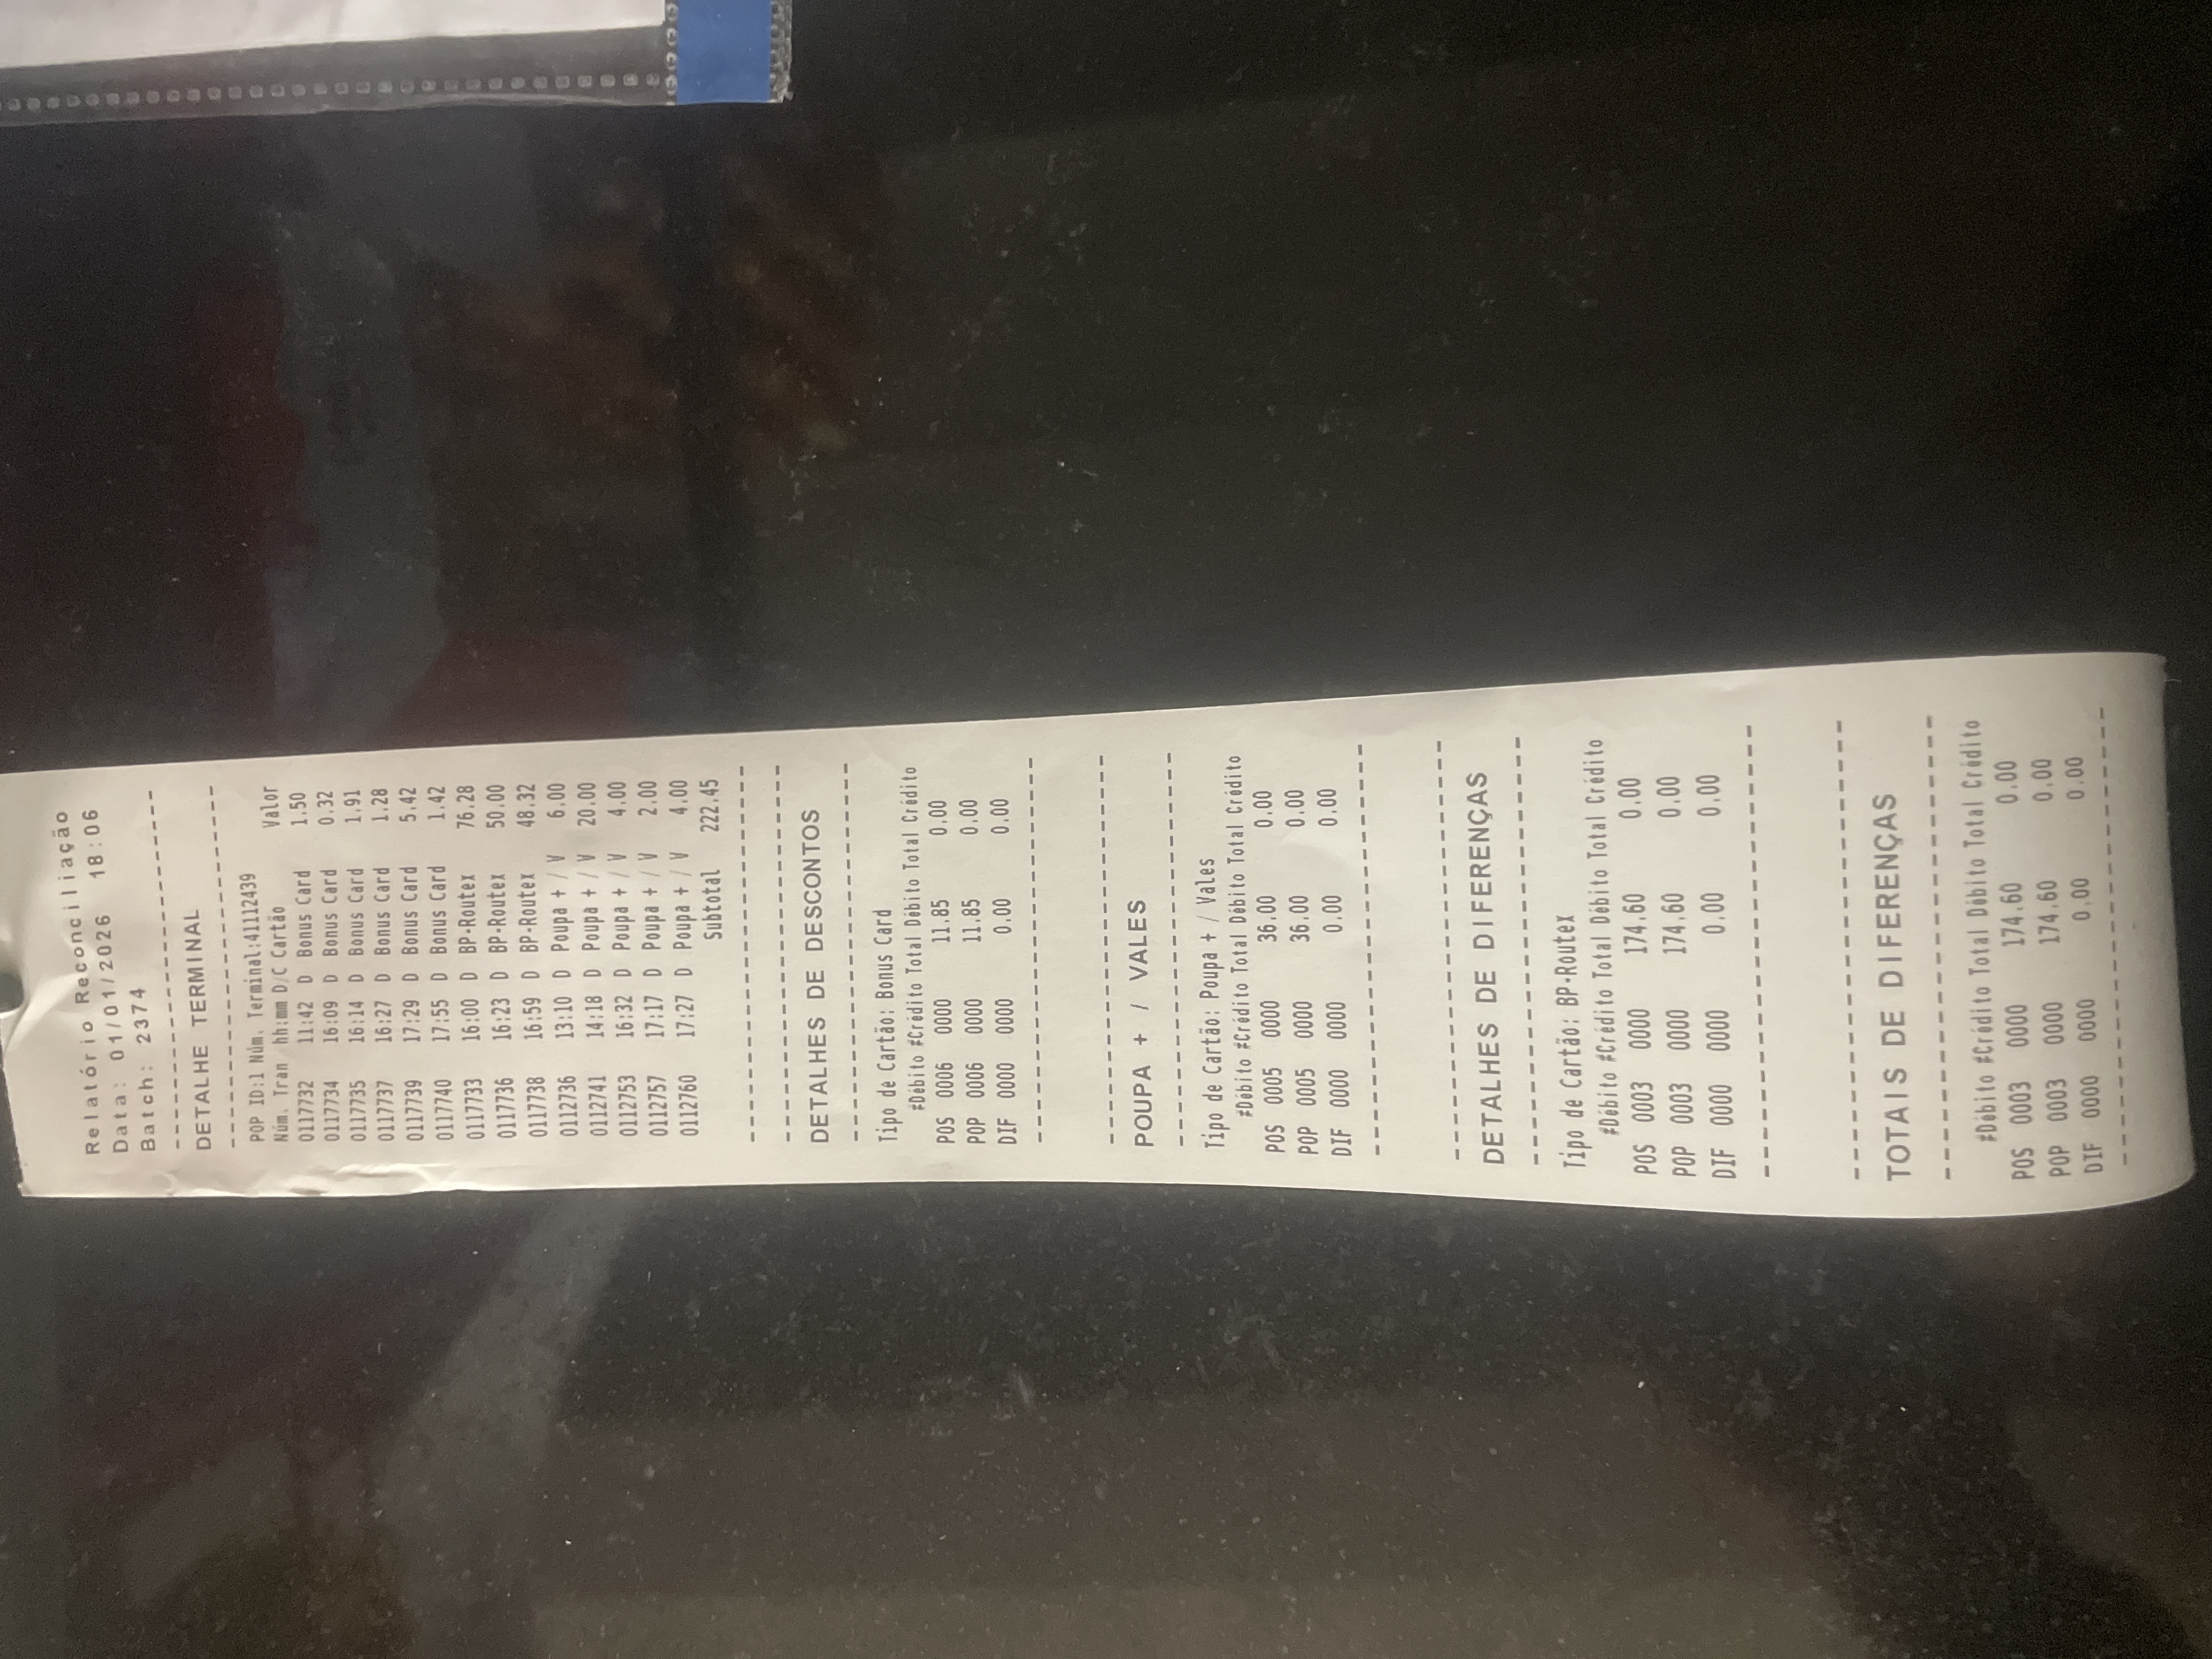 Relatório Reconciliação
Data: 01/01/2026 18:06
Batch: 2374
DETALHE TERMINAL
POP ID:1 Núm. Terminal:41112439
Núm. Tran hh:mm D/C Cartão Valor
0117732 11:42 D Bonus Card 1.50
0117734 16:09 D Bonus Card 0.32
0117735 16:14 D Bonus Card 1.91
0117737 16:27 D Bonus Card 1.28
0117739 17:29 D Bonus Card 5.42
0117740 17:55 D Bonus Card 1.42
0117733 16:00 D BP-Routex 76.28
0117736 16:23 D BP-Routex 50.00
0117738 16:59 D BP-Routex 48.32
0112736 13:10 D Poupa + / V 6.00
0112741 14:18 D Poupa + / V 20.00
0112753 16:32 D Poupa + / V 4.00
0112757 17:17 D Poupa + / V 2.00
0112760 17:27 D Poupa + / V 4.00
Subtotal 222.45
DETALHES DE DESCONTOS
Tipo de Cartão: Bonus Card
#Débito #Crédito Total Débito Total Crédito
POS 0006 0000 11.85 0.00
POP 0006 0000 11.85 0.00
DIF 0000 0000 0.00 0.00
POUPA + / VALES
Tipo de Cartão: Poupa + / Vales
#Débito #Crédito Total Débito Total Crédito
POS 0005 0000 36.00 0.00
POP 0005 0000 36.00 0.00
DIF 0000 0000 0.00 0.00
DETALHES DE DIFERENÇAS
Tipo de Cartão: BP-Routex
#Débito #Crédito Total Débito Total Crédito
POS 0003 0000 174.60 0.00
POP 0003 0000 174.60 0.00
DIF 0000 0000 0.00 0.00
TOTAIS DE DIFERENÇAS
#Débito #Crédito Total Débito Total Crédito
POS 0003 0000 174.60 0.00
POP 0003 0000 174.60 0.00
DIF 0000 0000 0.00 0.00